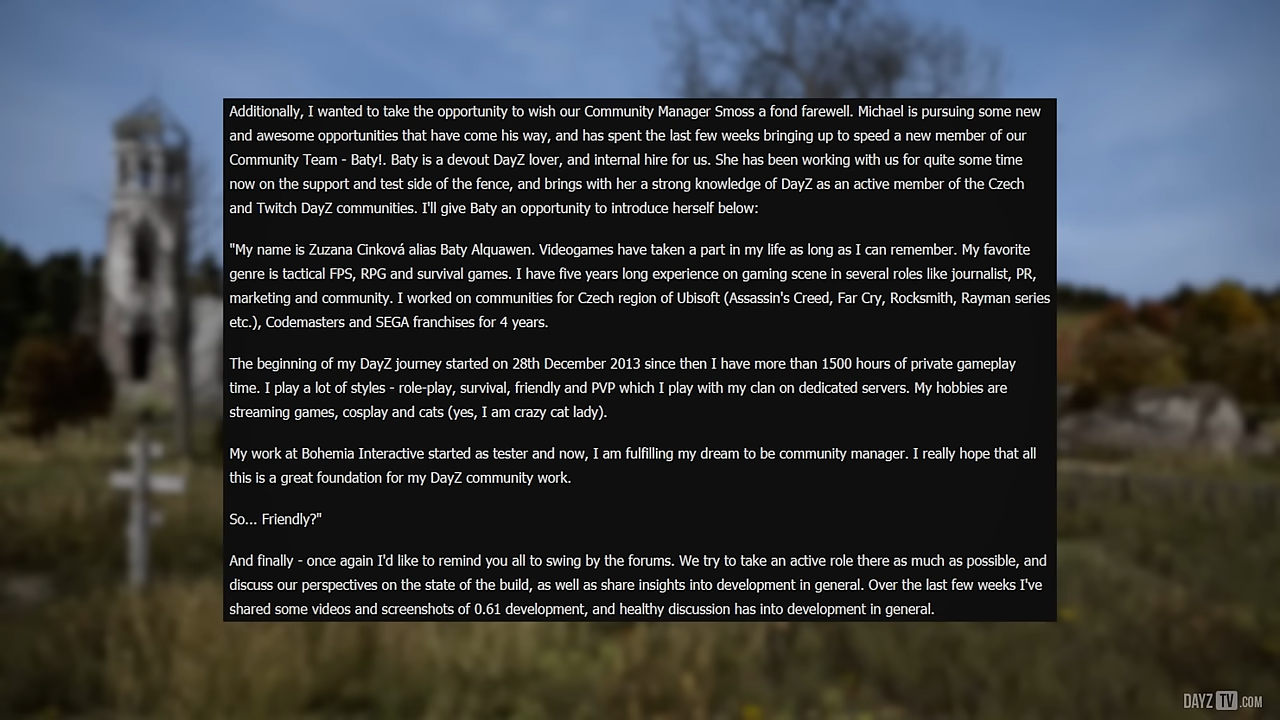 Additionally, I wanted to take the opportunity to wish our Community Manager Smoss a fond farewell. Michael is pursuing some new
and awesome opportunities that have come his way, and has spent the last few weeks bringing up to speed a new member of our
Community Team - Baty!. Baty is a devout DayZ lover, and internal hire for us. She has been working with us for quite some time
now on the support and test side of the fence, and brings with her a strong knowledge of DayZ as an active member of the Czech
and Twitch DayZ communities. I'll give Baty an opportunity to introduce herself below:
"My name is Zuzana Cinková alias Baty Alquawen. Videogames have taken a part in my life as long as I can remember. My favorite
genre is tactical FPS, RPG and survival games. I have five years long experience on gaming scene in several roles like journalist, PR,
marketing and community. I worked on communities for Czech region of Ubisoft (Assassin's Creed, Far Cry, Rocksmith, Rayman series
etc.), Codemasters and SEGA franchises for 4 years.
The beginning of my DayZ journey started on 28th December 2013 since then I have more than 1500 hours of private gameplay
time. I play a lot of styles - role-play, survival, friendly and PVP which I play with my clan on dedicated servers. My hobbies are
streaming games, cosplay and cats (yes, I am crazy cat lady).
My work at Bohemia Interactive started as tester and now, I am fulfilling my dream to be community manager. I really hope that all
this is a great foundation for my DayZ community work.
So... Friendly?"
And finally - once again I'd like to remind you all to swing by the forums. We try to take an active role there as much as possible, and
discuss our perspectives on the state of the build, as well as share insights into development in general. Over the last few weeks I've
shared some videos and screenshots of 0.61 development, and healthy discussion has into development in general.
DAYZ TV .COM